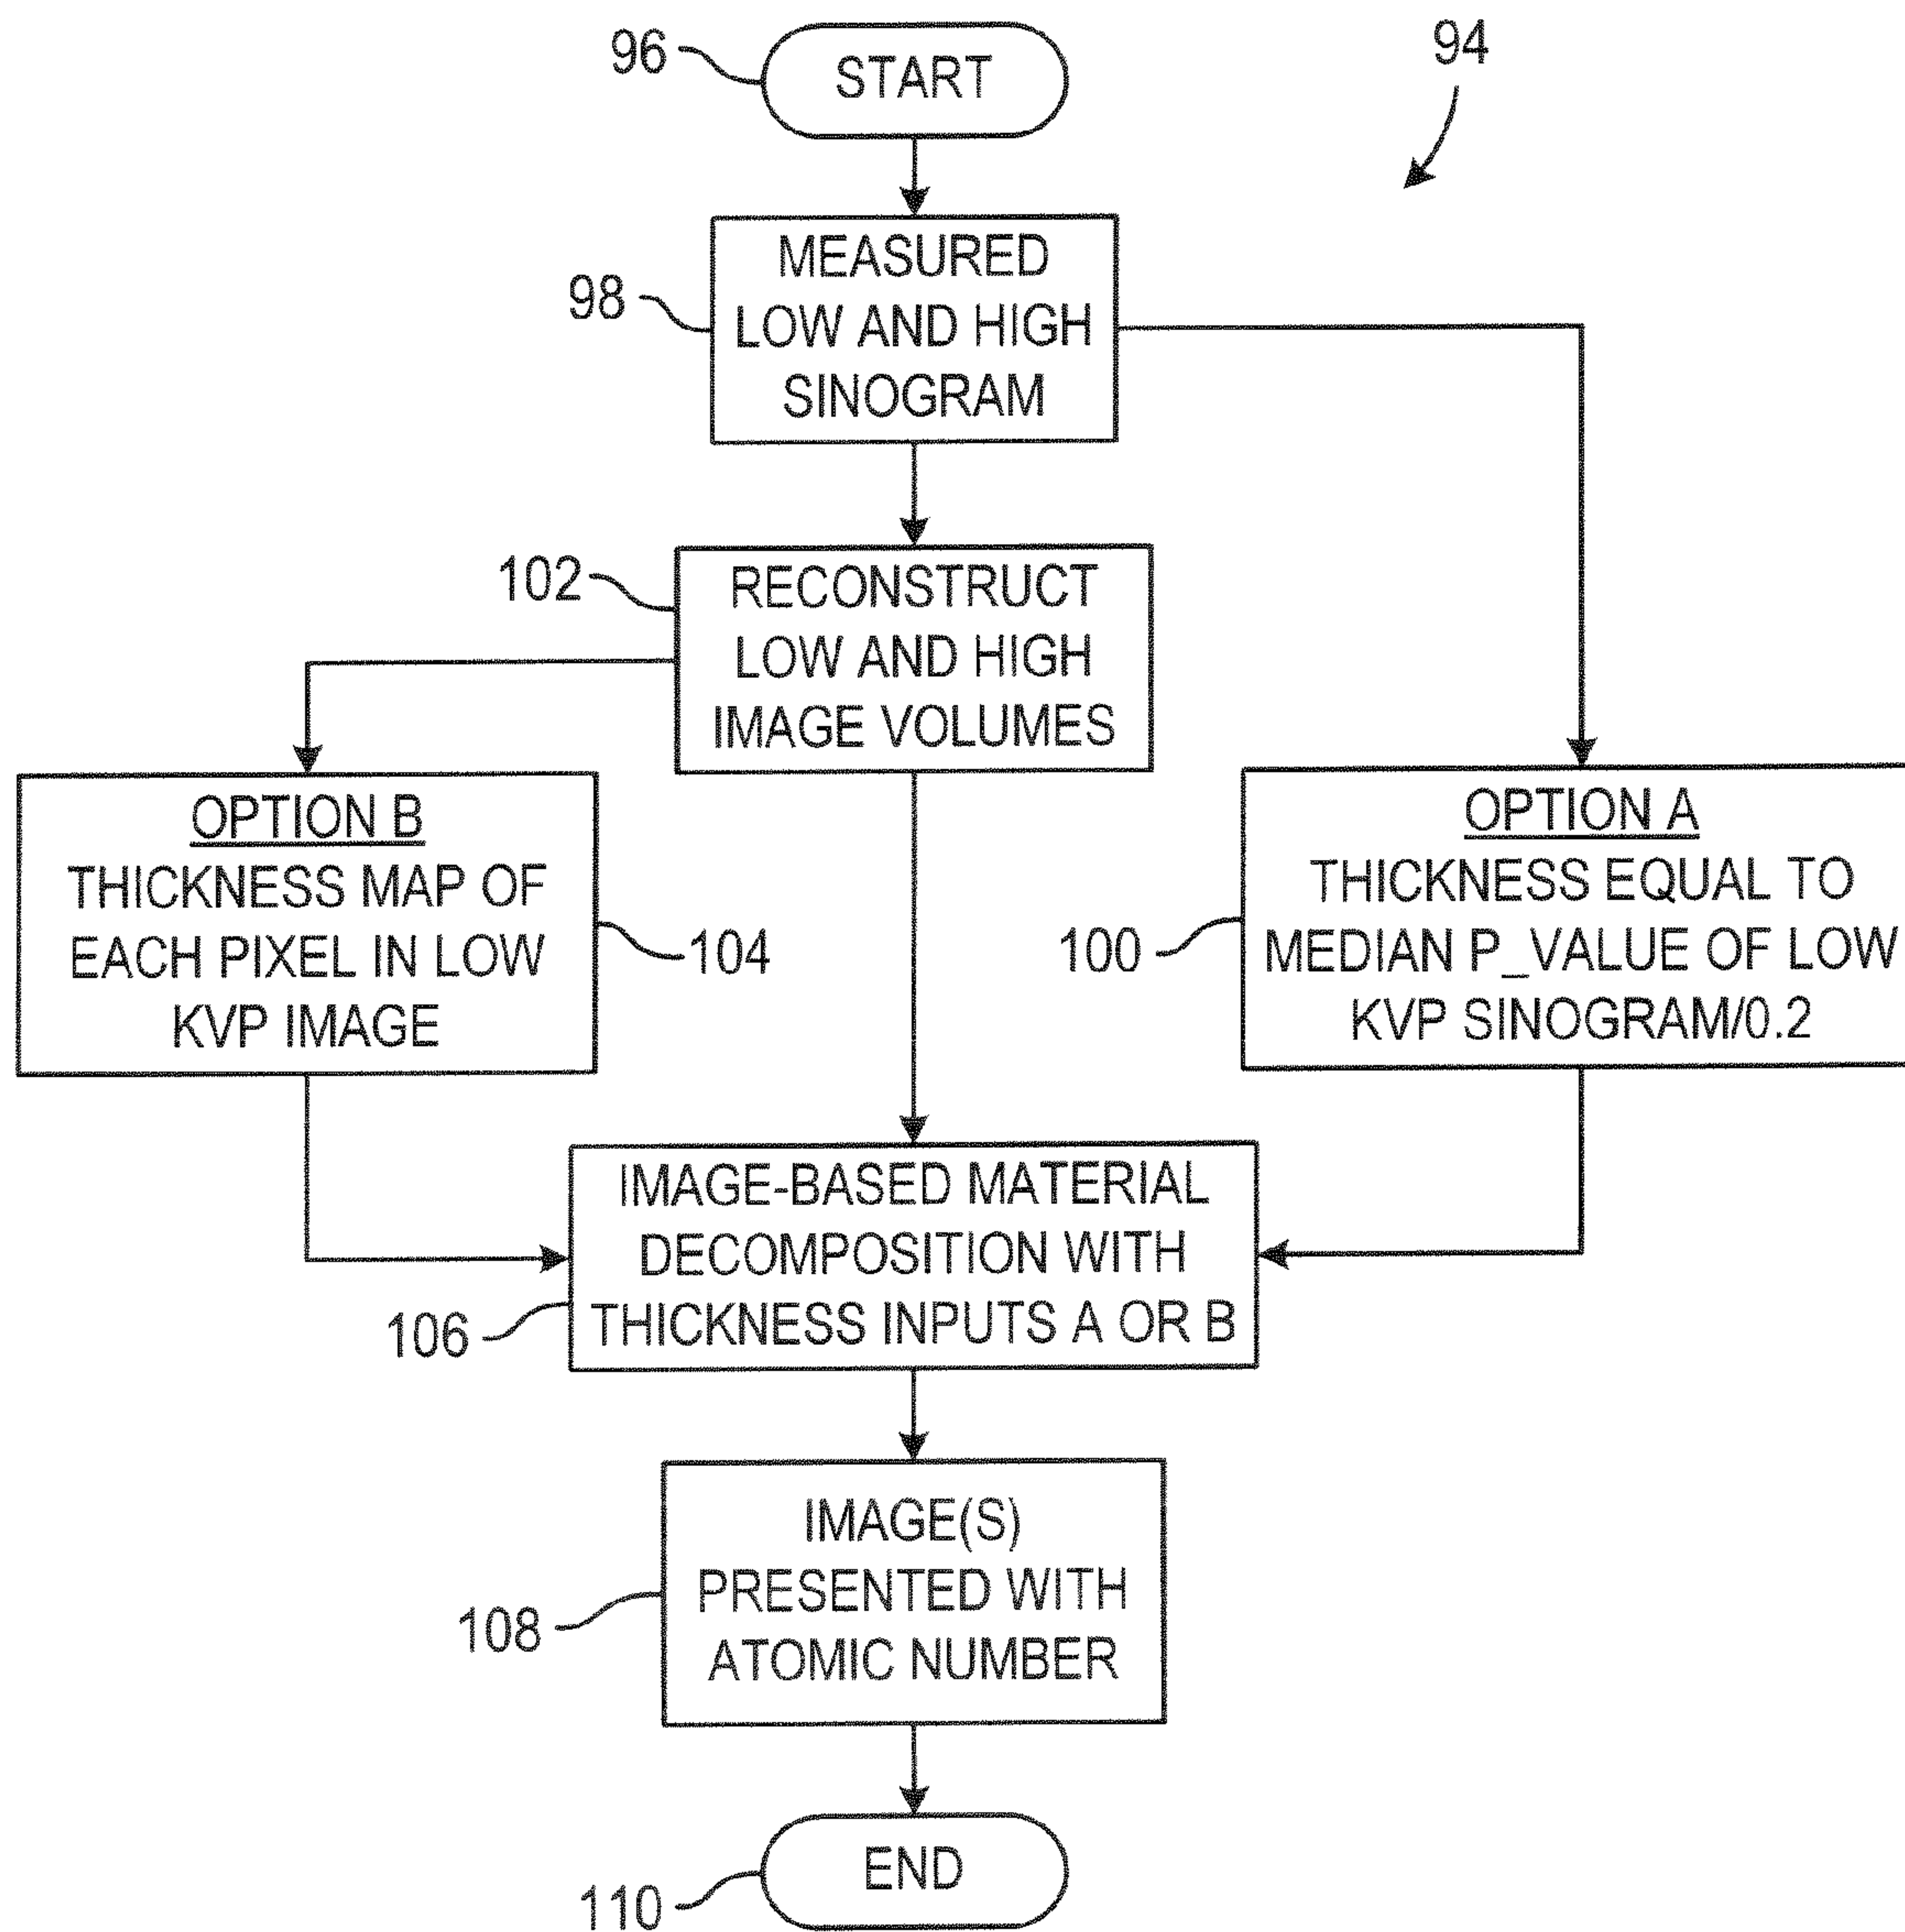 96
START
94
98
MEASURED
LOW AND HIGH
SINOGRAM
102
RECONSTRUCT
LOW AND HIGH
IMAGE VOLUMES
OPTION B
THICKNESS MAP OF
EACH PIXEL IN LOW
KVP IMAGE
104
100
OPTION A
THICKNESS EQUAL TO
MEDIAN P_VALUE OF LOW
KVP SINOGRAM/0.2
106
IMAGE-BASED MATERIAL
DECOMPOSITION WITH
THICKNESS INPUTS A OR B
108
IMAGE(S)
PRESENTED WITH
ATOMIC NUMBER
110
END